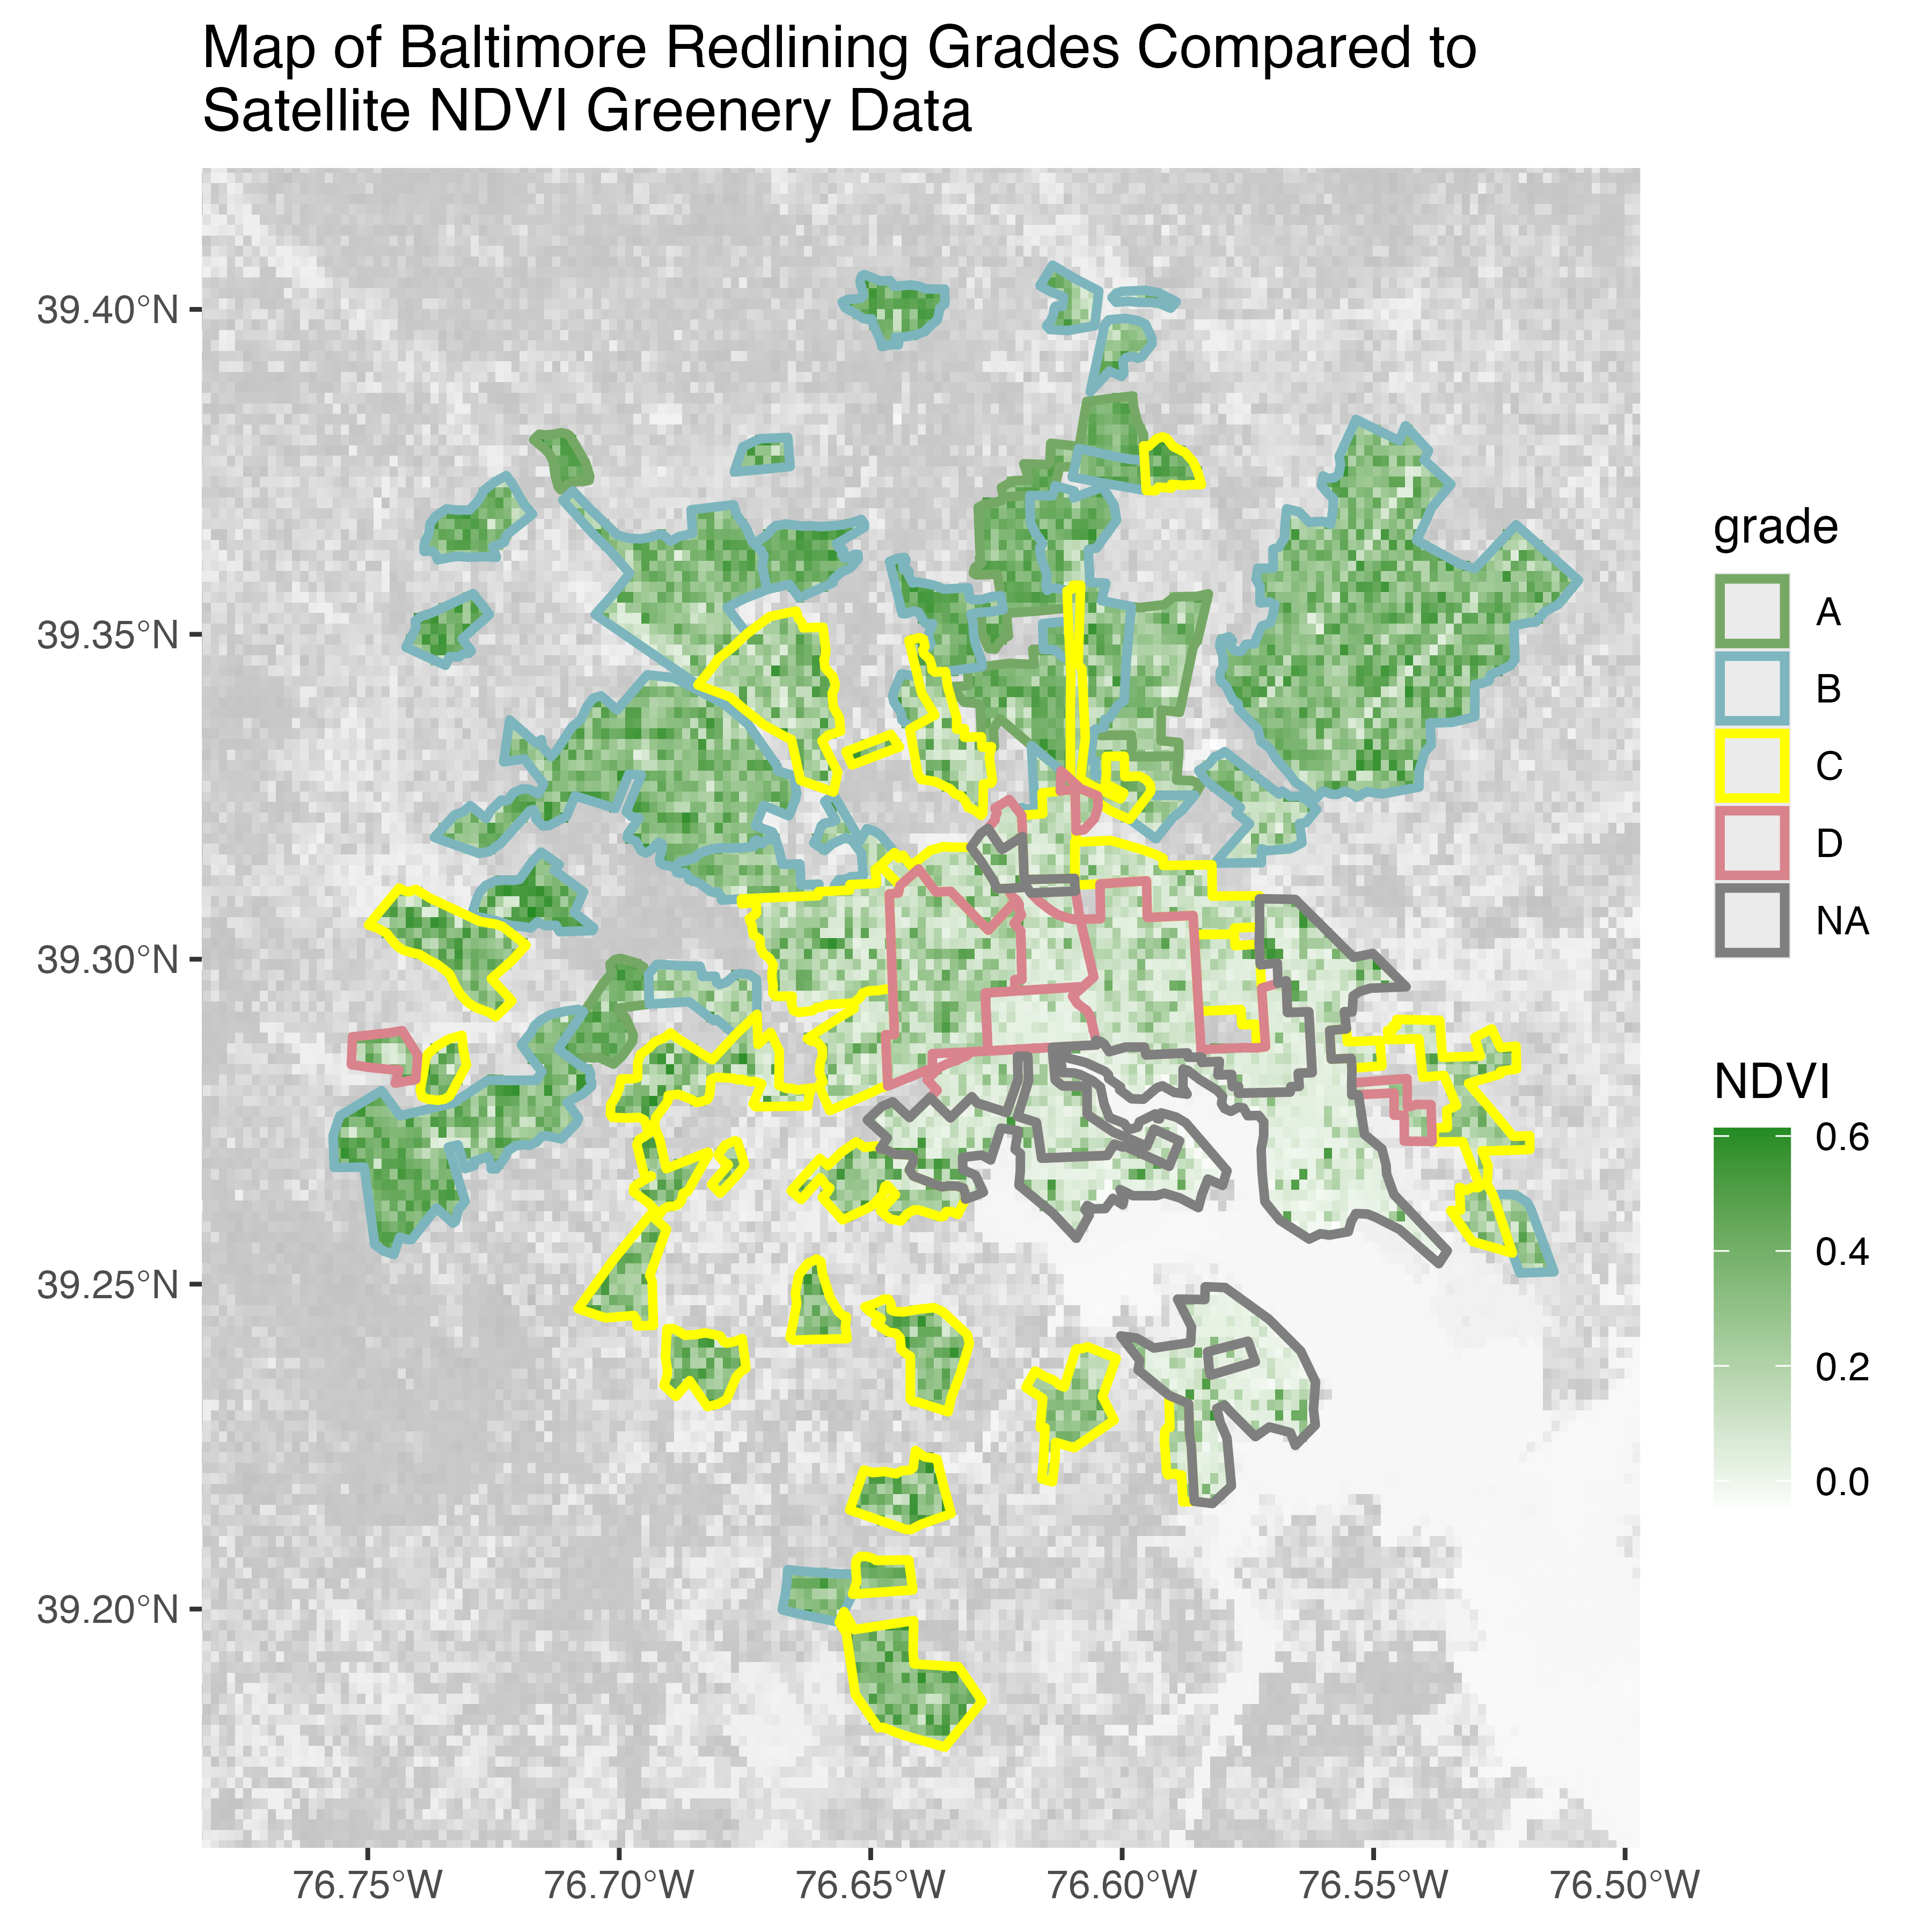 Map of Baltimore Redlining Grades Compared to
Satellite NDVI Greenery Data
39.40°N
39.35°N
39.30°N
39.25°N
39.20°N
76.75°W
76.70°W
76.65°W
76.60°W
76.55°W
76.50°W
grade
A
B
C
D
NA
NDVI
0.6
0.4
0.2
0.0